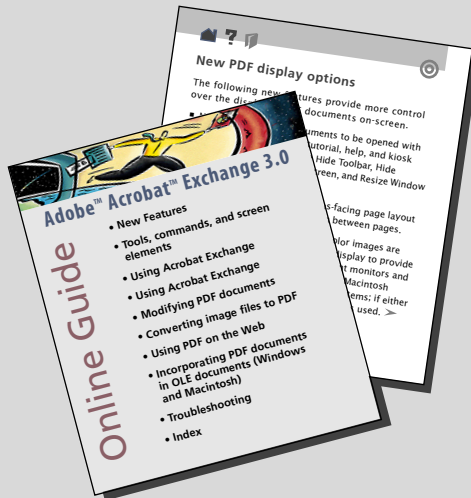 ?
New PDF display options
The following new
tures provide more control
over the
documents on-screen.
uments to be opened with
utorial, help, and kiosk
Hide Toolbar, Hide
reen, and Resize Window
-facing page layout
between pages.
lor images are
isplay to provide
t monitors and
Macintosh
ems; if either
used. >
Adobe™ Acrobat™ Exchange 3.0
Online Guide
• New Features
• Tools, commands, and screen
elements
• Using Acrobat Exchange
• Using Acrobat Exchange
• Modifying PDF documents
• Converting image files to PDF
• Using PDF on the Web
• Incorporating PDF documents
in OLE documents (Windows
and Macintosh)
• Troubleshooting
• Index